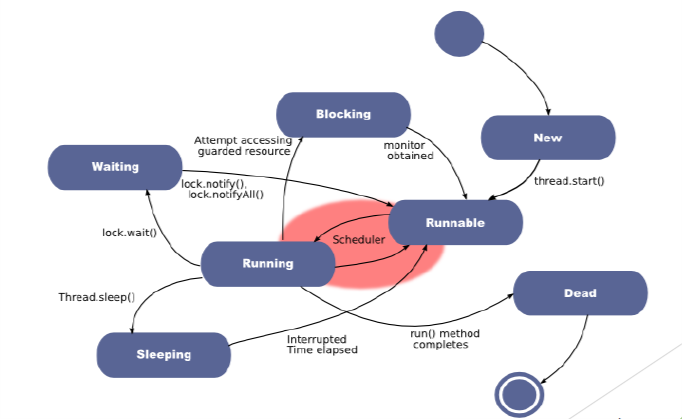 Blocking
New
Attempt accessing
guarded resource
monitor
obtained
Waiting
thread.start()
lock.notify(),
lock.notifyAll()
Runnable
Scheduler
lock.wait()
Running
Thread.sleep()
Dead
Interrupted
Time elapsed
run() method
completes
Sleeping